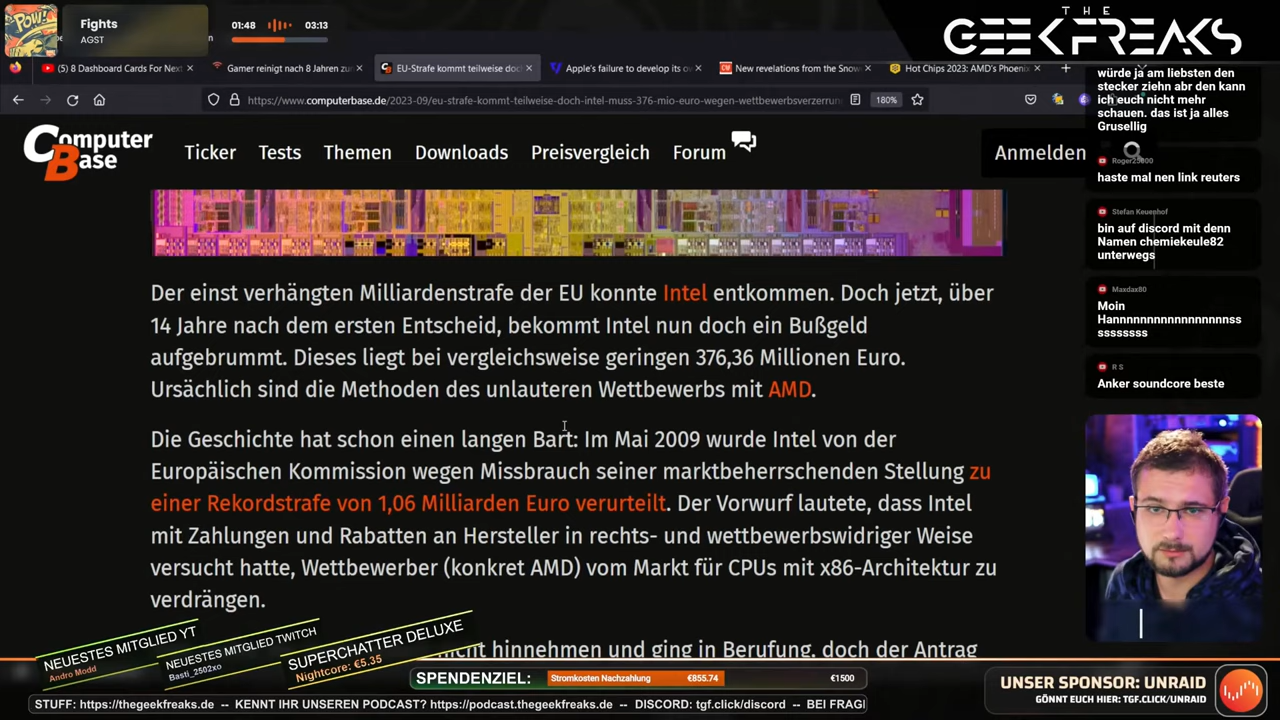 POW!
Fights
AGST
01:48
03:13
THE
GEEKFREAKS
(5) 8 Dashboard Cards For Next
Gamer reinigt nach 8 Jahren zu
EU-Strafe kommt teilweise doc
Apple's failure to develop its ov
New revelations from the Snow
Hot Chips 2023: AMD's Phoenix
https://www.computerbase.de/2023-09/eu-strafe-kommt-teilweise-doch-intel-muss-376-mio-euro-wegen-wettbewerbsverzerrun
180%
ComputerBase
Ticker
Tests
Themen
Downloads
Preisvergleich
Forum
Anmelden
Der einst verhängten Milliardenstrafe der EU konnte Intel entkommen. Doch jetzt, über
14 Jahre nach dem ersten Entscheid, bekommt Intel nun doch ein Bußgeld
aufgebrummt. Dieses liegt bei vergleichsweise geringen 376,36 Millionen Euro.
Ursächlich sind die Methoden des unlauteren Wettbewerbs mit AMD.
Die Geschichte hat schon einen langen Bart: Im Mai 2009 wurde Intel von der
Europäischen Kommission wegen Missbrauch seiner marktbeherrschenden Stellung zu
einer Rekordstrafe von 1,06 Milliarden Euro verurteilt. Der Vorwurf lautete, dass Intel
mit Zahlungen und Rabatten an Hersteller in rechts- und wettbewerbswidriger Weise
versucht hatte, Wettbewerber (konkret AMD) vom Markt für CPUs mit x86-Architektur zu
verdrängen.
nicht hinnehmen und ging in Berufung, doch der Antrag
würde ja am liebsten den
stecker ziehn abr den kann
ich euch nicht mehr
schauen. das ist ja alles
Gruselig
Roger25000
haste mal nen link reuters
Stefan Keuenhof
bin auf discord mit denn
Namen chemiekeule82
unterwegs
Maxdax80
Moin
Hannnnnnnnnnnnnnnnss
ssssssss
R S
Anker soundcore beste
NEUESTES MITGLIED YT
Andro Modd
NEUESTES MITGLIED TWITCH
Basti_2502xo
SUPERCHATTER DELUXE
Nightcore: €5.35
SPENDENZIEL:
Stromkosten Nachzahlung
€855.74
€1500
UNSER SPONSOR: UNRAID
GÖNNT EUCH HIER: TGF.CLICK/UNRAID
STUFF: https://thegeekfreaks.de -- KENNT IHR UNSEREN PODCAST? https://podcast.thegeekfreaks.de -- DISCORD: tgf.click/discord -- BEI FRAG